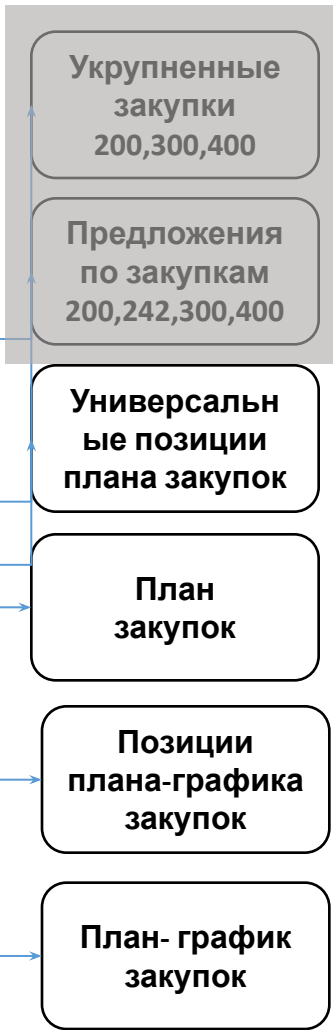 Укрупненные
закупки
200,300,400
Предложения
по закупкам
200,242,300,400
Универсальн
ые позиции
плана закупок
План
закупок
Позиции
плана-графика
закупок
План- график
закупок